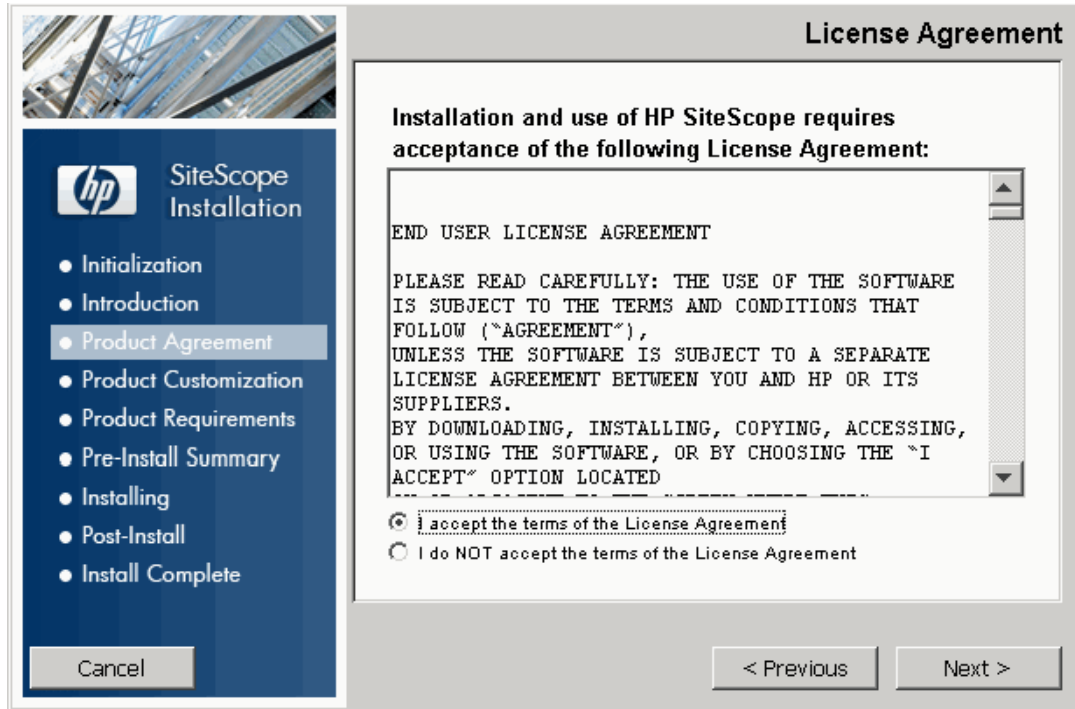 License Agreement
hp
SiteScope
Installation
Initialization
Introduction
Product Agreement
Product Customization
Product Requirements
Pre-Install Summary
Installing
Post-Install
Install Complete
Cancel
Installation and use of HP SiteScope requires
acceptance of the following License Agreement:
END USER LICENSE AGREEMENT
PLEASE READ CAREFULLY: THE USE OF THE SOFTWARE
IS SUBJECT TO THE TERMS AND CONDITIONS THAT
FOLLOW (“AGREEMENT”),
UNLESS THE SOFTWARE IS SUBJECT TO A SEPARATE
LICENSE AGREEMENT BETWEEN YOU AND HP OR ITS
SUPPLIERS.
BY DOWNLOADING, INSTALLING, COPYING, ACCESSING,
OR USING THE SOFTWARE, OR BY CHOOSING THE “I
ACCEPT” OPTION LOCATED
I accept the terms of the License Agreement
I do NOT accept the terms of the License Agreement
< Previous
Next >